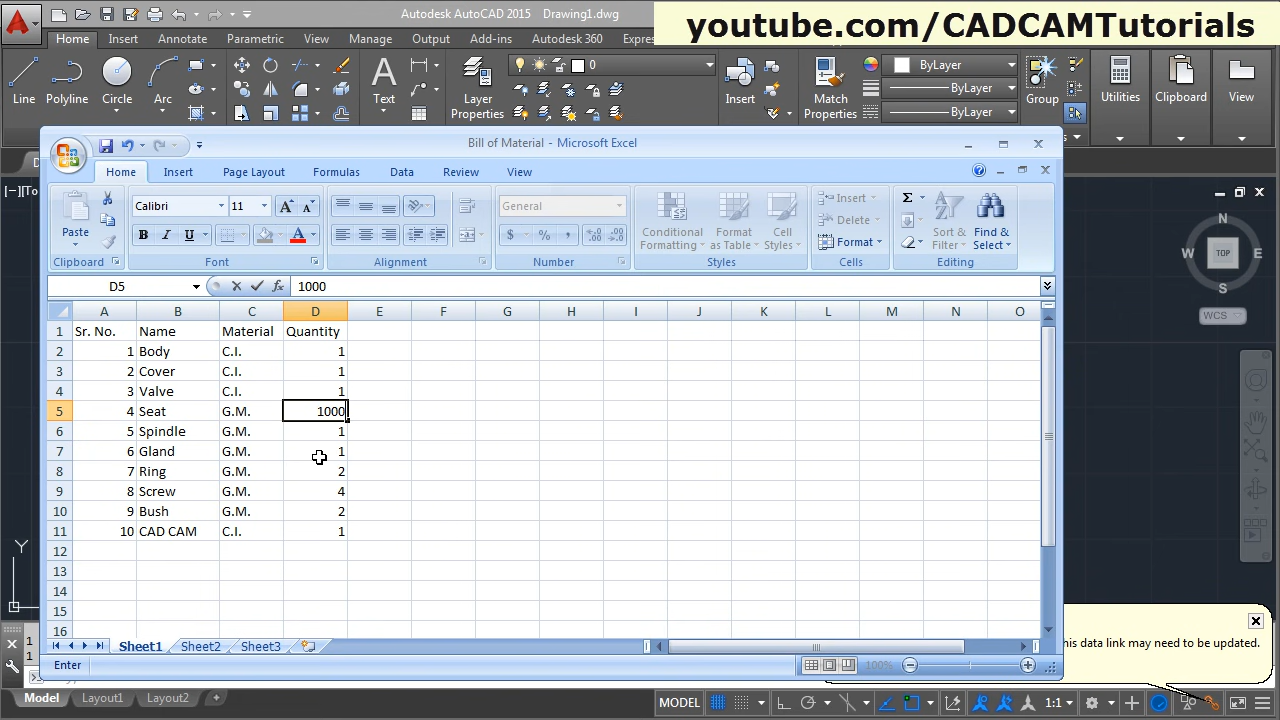 Autodesk AutoCAD 2015 Drawing1.dwg
youtube.com/CADCAMTutorials
Home Insert Annotate Parametric View Manage Output Add-ins Autodesk 360 Expres
Line Polyline Circle Arc Text Layer Properties 0 Insert Match Properties ByLayer ByLayer ByLayer Group Utilities Clipboard View
Bill of Material - Microsoft Excel
Home Insert Page Layout Formulas Data Review View
Paste Calibri 11 General Conditional Formatting Format as Table Cell Styles Insert Delete Format Sort & Filter Find & Select
Clipboard Font Alignment Number Styles Cells Editing
D5 1000
A B C D E F G H I J K L M N O
1 Sr. No. Name Material Quantity
2 1 Body C.I. 1
3 2 Cover C.I. 1
4 3 Valve C.I. 1
5 4 Seat G.M. 1000
6 5 Spindle G.M. 1
7 6 Gland G.M. 1
8 7 Ring G.M. 2
9 8 Screw G.M. 4
10 9 Bush G.M. 2
11 10 CAD CAM C.I. 1
12
13
14
15
16
Sheet1 Sheet2 Sheet3
Enter 100%
[−][To
N
W TOP E
S
WCS
Y
his data link may need to be updated.
Model Layout1 Layout2 + MODEL 1:1